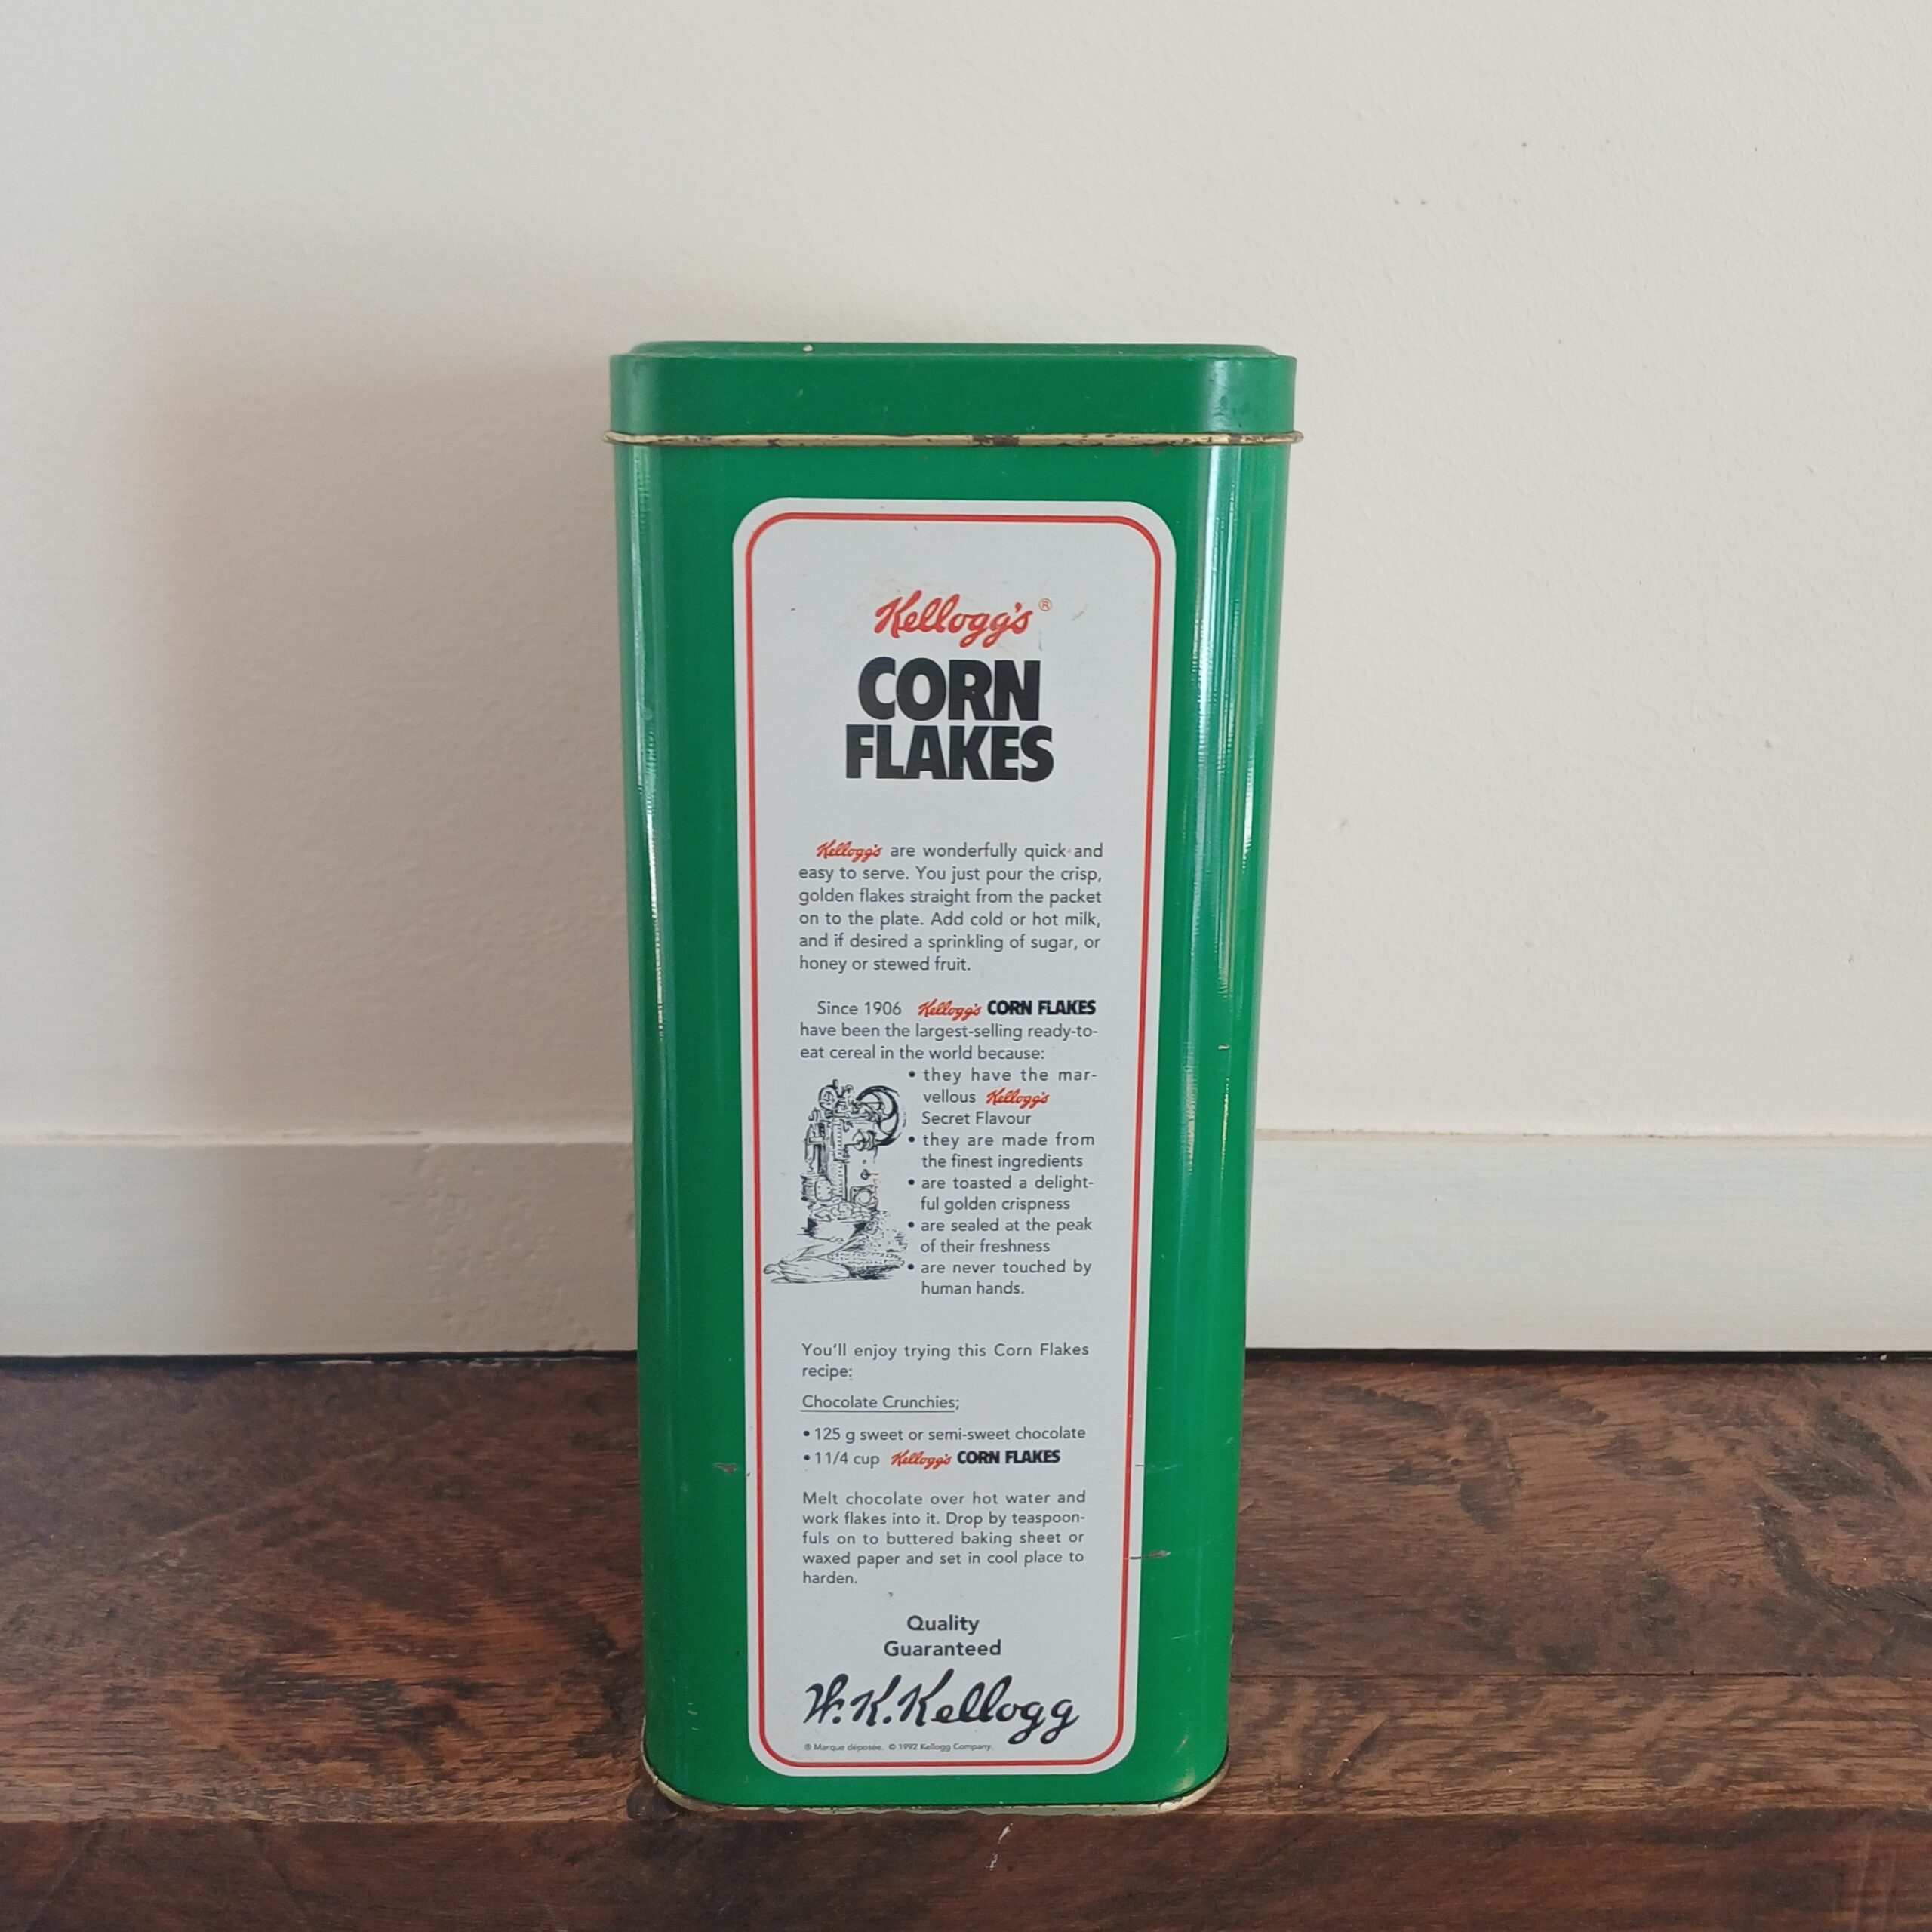 Kellogg's ®
CORN
FLAKES
Kellogg's are wonderfully quick and
easy to serve. You just pour the crisp,
golden flakes straight from the packet
on to the plate. Add cold or hot milk,
and if desired a sprinkling of sugar, or
honey or stewed fruit.
Since 1906 Kellogg's CORN FLAKES
have been the largest-selling ready-to-
eat cereal in the world because:
• they have the mar-
vellous Kellogg's
Secret Flavour
• they are made from
the finest ingredients
• are toasted a delight-
ful golden crispness
• are sealed at the peak
of their freshness
• are never touched by
human hands.
You'll enjoy trying this Corn Flakes
recipe:
Chocolate Crunchies;
• 125 g sweet or semi-sweet chocolate
• 11/4 cup Kellogg's CORN FLAKES
Melt chocolate over hot water and
work flakes into it. Drop by teaspoon-
fuls on to buttered baking sheet or
waxed paper and set in cool place to
harden.
Quality
Guaranteed
W.K.Kellogg
® Marque déposée. © 1992 Kellogg Company.